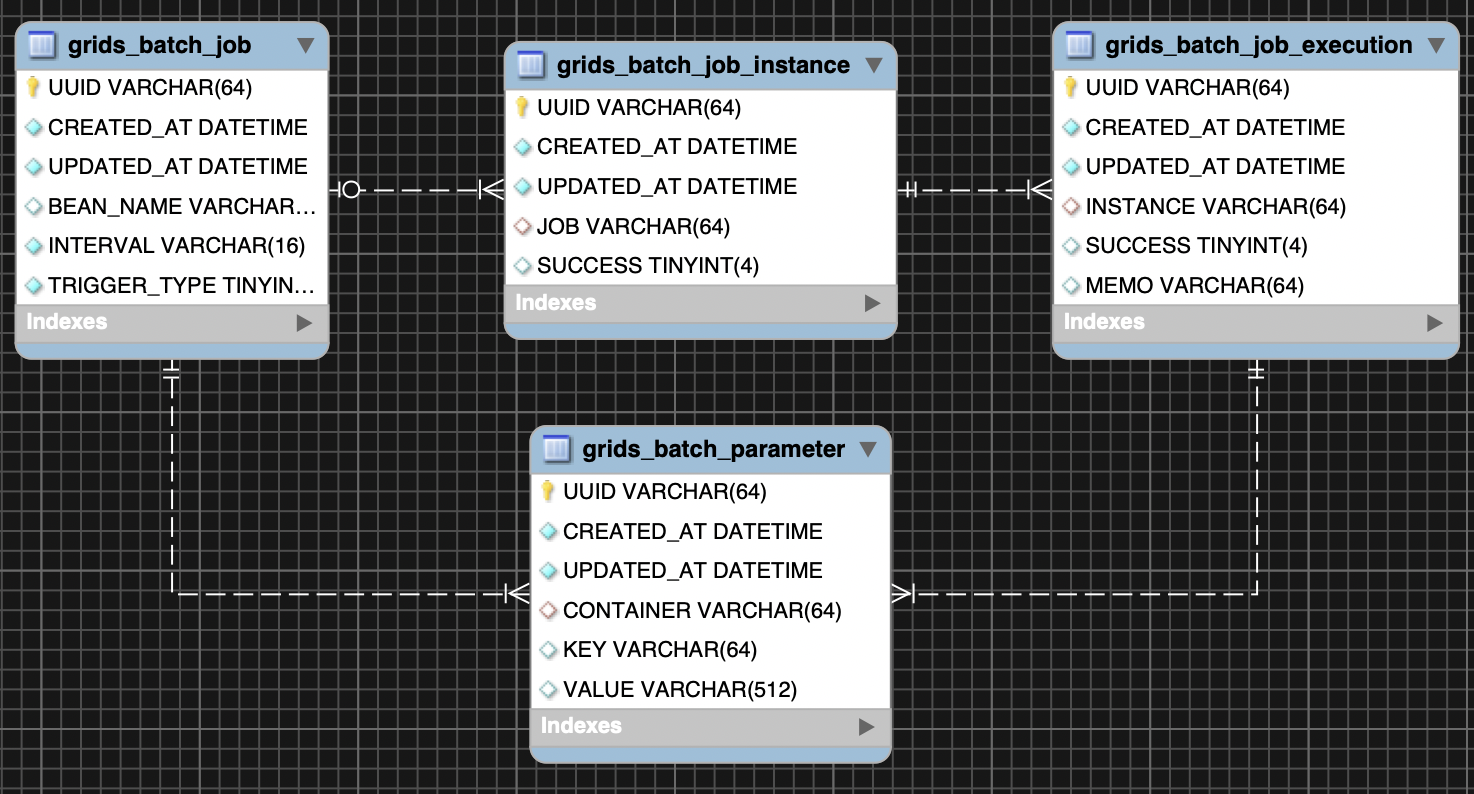 grids_batch_job
UUID VARCHAR(64)
CREATED_AT DATETIME
UPDATED_AT DATETIME
BEAN_NAME VARCHAR...
INTERVAL VARCHAR(16)
TRIGGER_TYPE TINYIN...
Indexes
grids_batch_job_instance
UUID VARCHAR(64)
CREATED_AT DATETIME
UPDATED_AT DATETIME
JOB VARCHAR(64)
SUCCESS TINYINT(4)
Indexes
grids_batch_job_execution
UUID VARCHAR(64)
CREATED_AT DATETIME
UPDATED_AT DATETIME
INSTANCE VARCHAR(64)
SUCCESS TINYINT(4)
MEMO VARCHAR(64)
Indexes
grids_batch_parameter
UUID VARCHAR(64)
CREATED_AT DATETIME
UPDATED_AT DATETIME
CONTAINER VARCHAR(64)
KEY VARCHAR(64)
VALUE VARCHAR(512)
Indexes